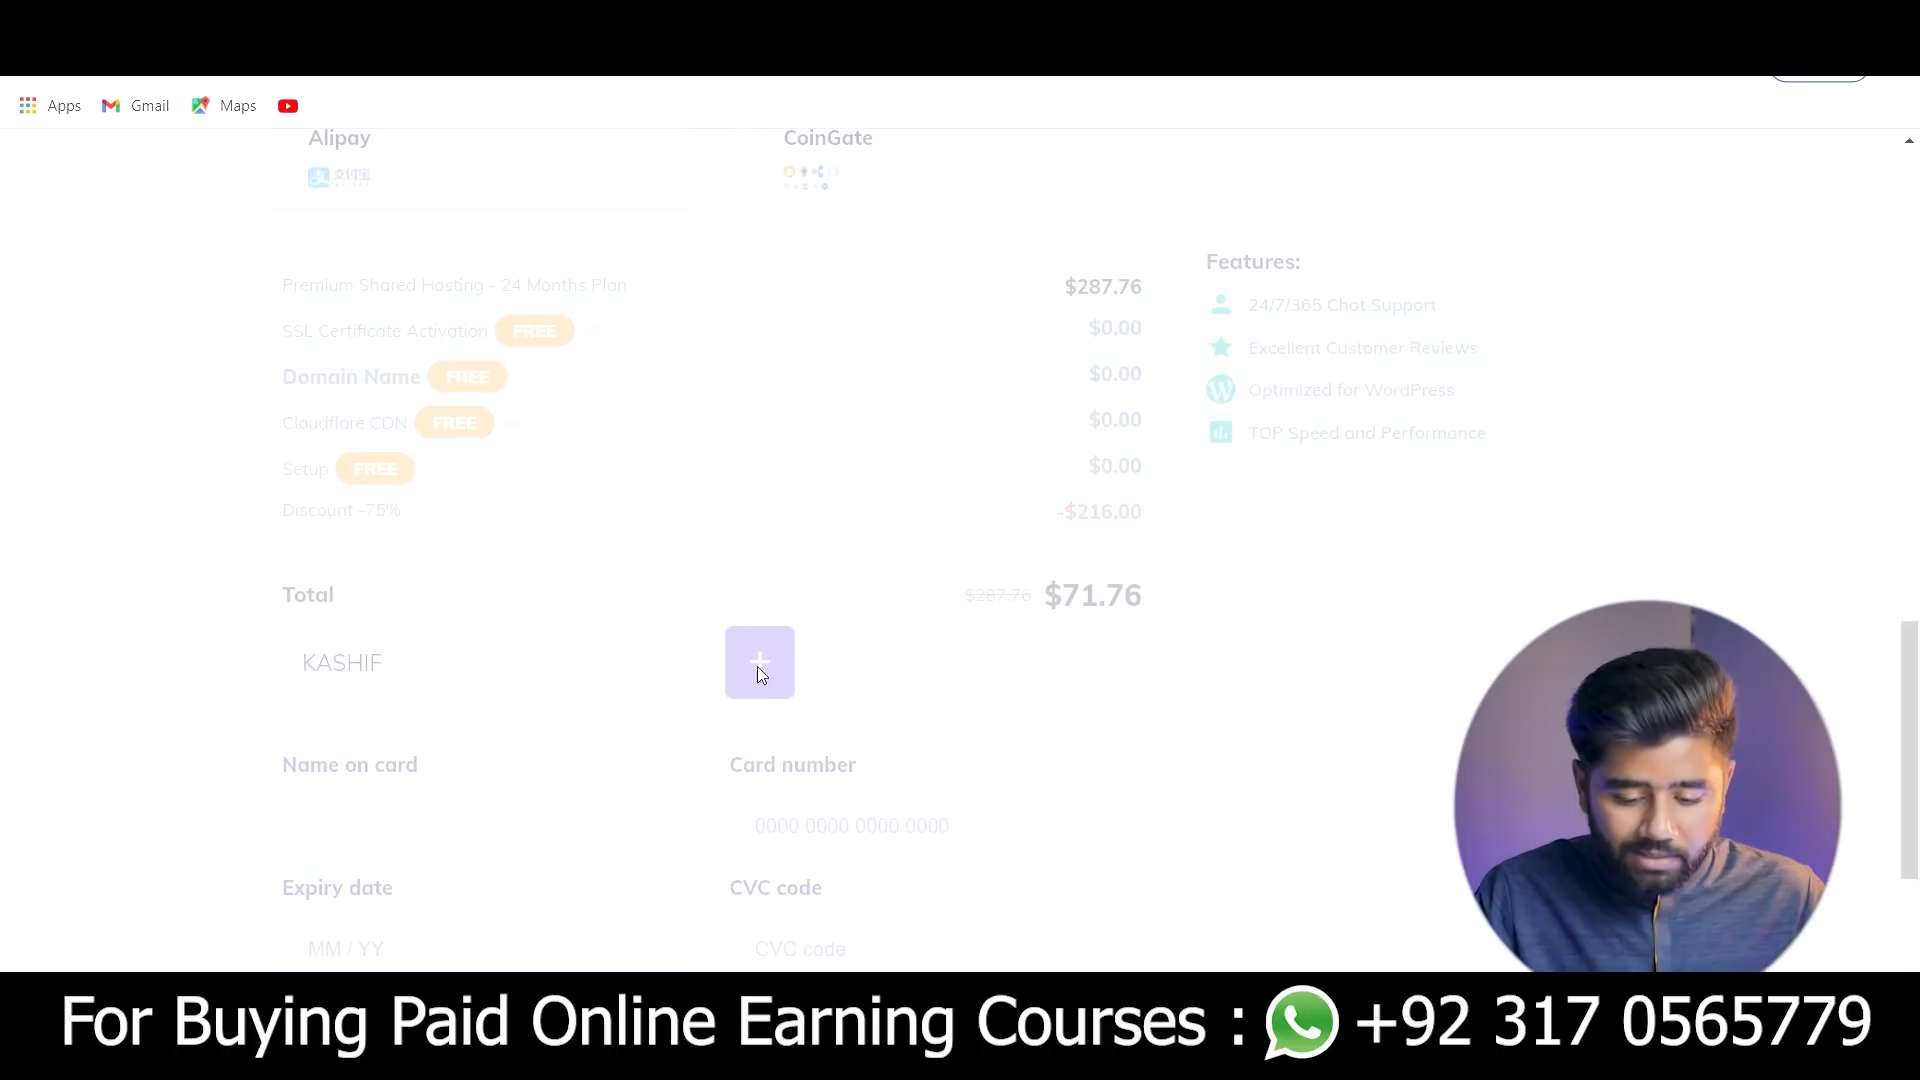 Apps Gmail Maps
Alipay CoinGate
支付宝
ALIPAY
Premium Shared Hosting - 24 Months Plan $287.76
SSL Certificate Activation FREE $0.00
Domain Name FREE $0.00
Cloudflare CDN FREE $0.00
Setup FREE $0.00
Discount -75% -$216.00
Total $287.76 $71.76
KASHIF +
Name on card Card number
0000 0000 0000 0000
Expiry date CVC code
MM / YY CVC code
Features:
24/7/365 Chat Support
Excellent Customer Reviews
Optimized for WordPress
TOP Speed and Performance
For Buying Paid Online Earning Courses : +92 317 0565779